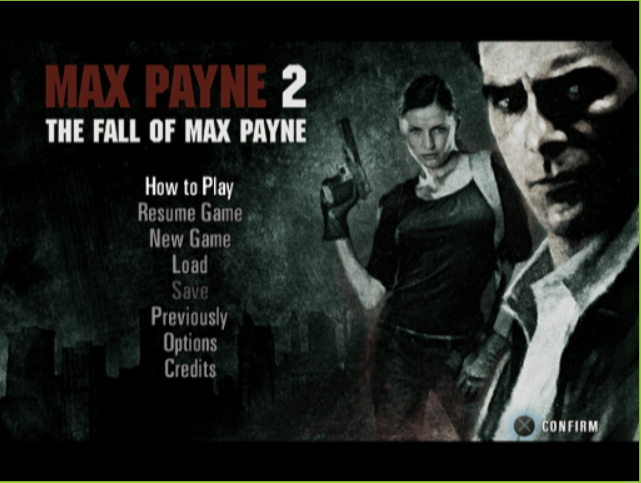 MAX PAYNE 2
THE FALL OF MAX PAYNE
How to Play
Resume Game
New Game
Load
Save
Previously
Options
Credits
CONFIRM